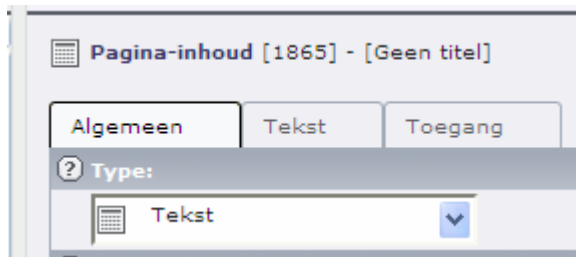 Pagina-inhoud [1865] - [Geen titel]
Algemeen Tekst Toegang
? Type:
Tekst